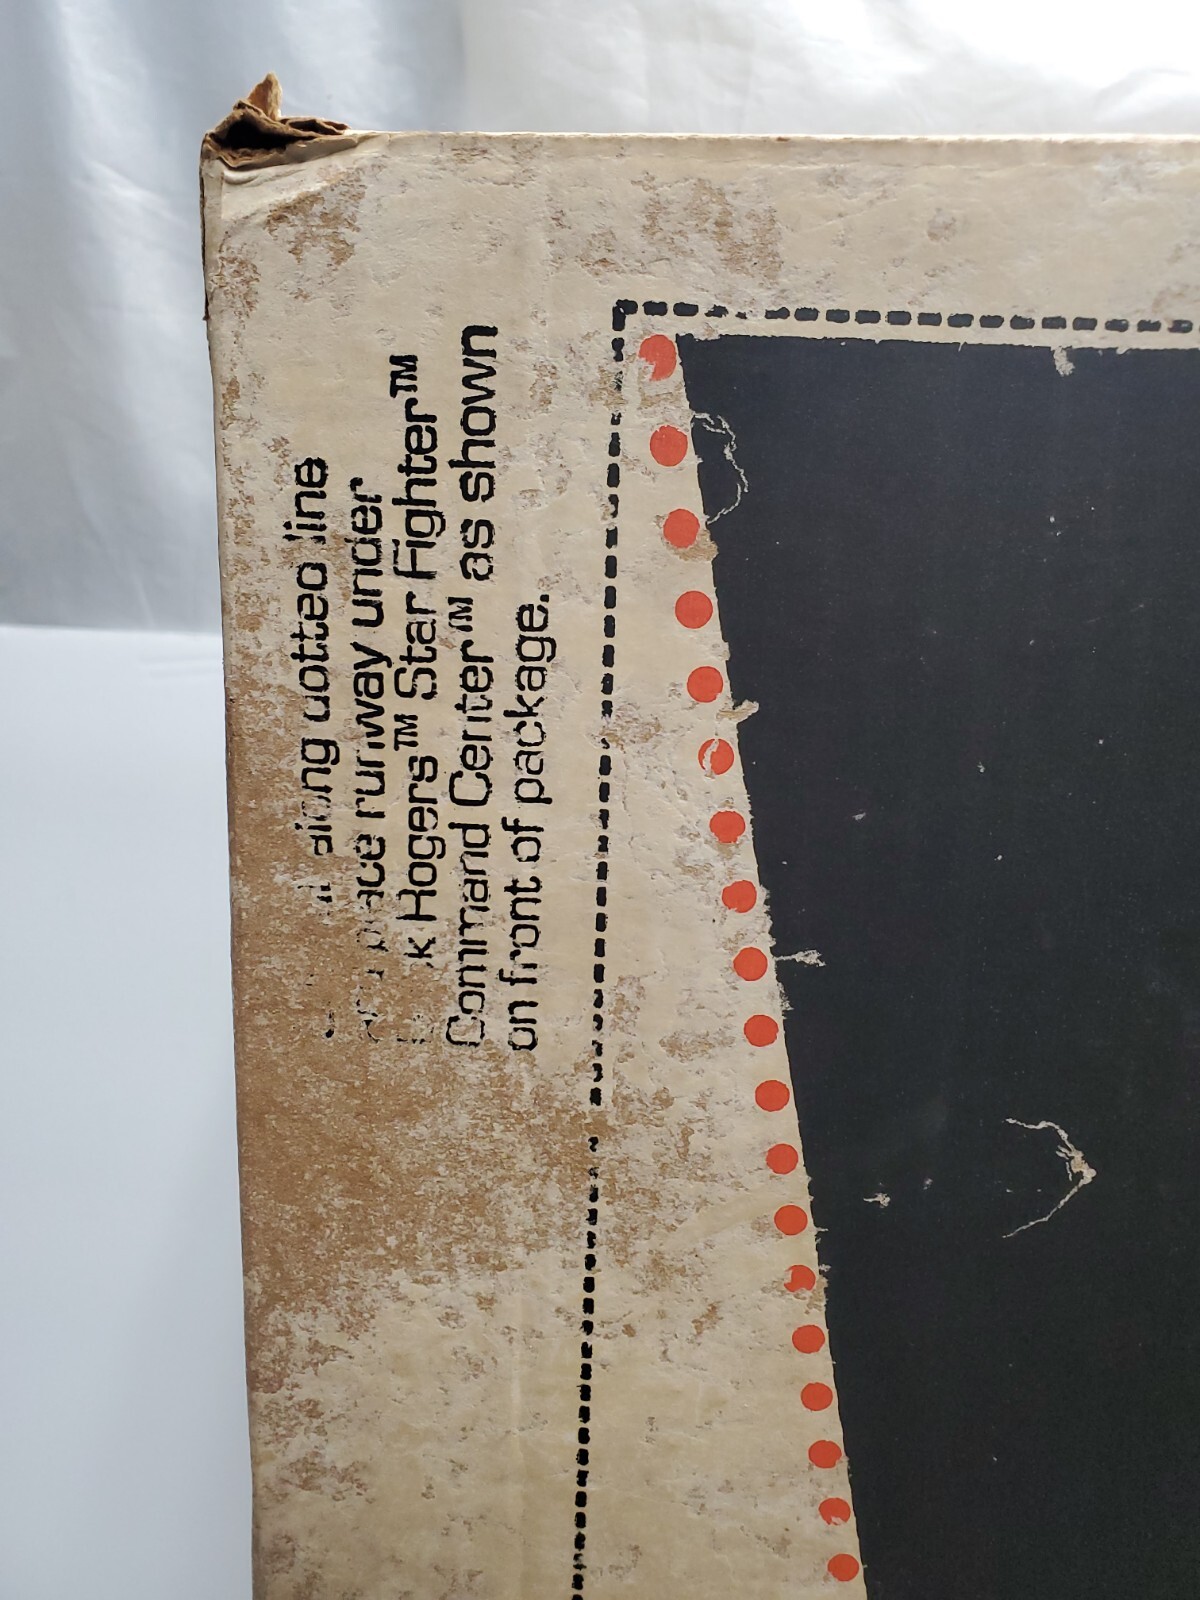 along dotted line
place runway under
Rogers™ Star Fighter™
Command Center™ as shown
on front of package.